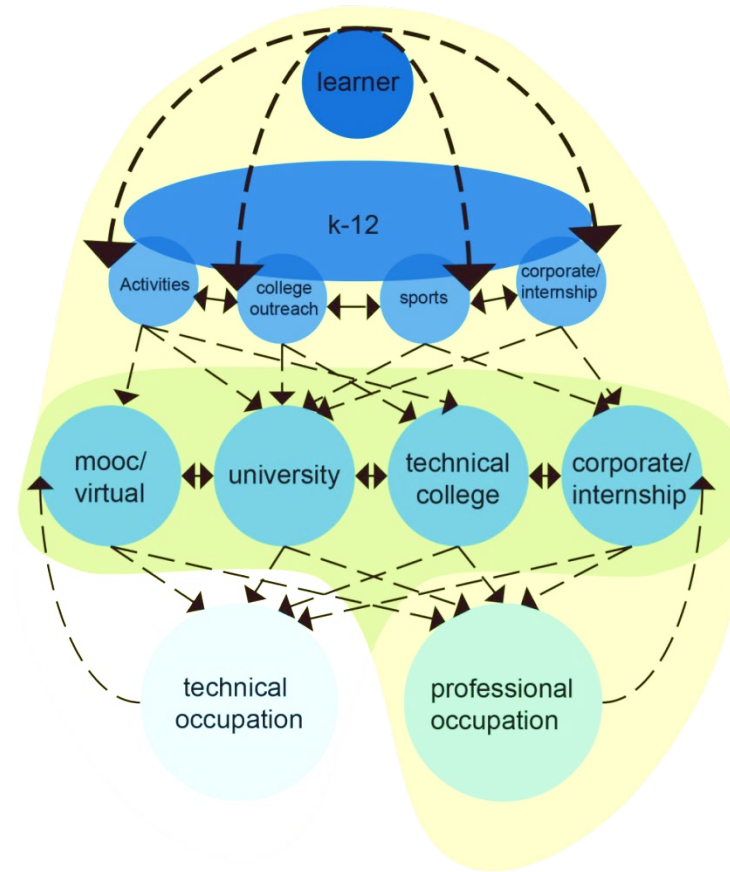 learner
k-12
Activities
college
outreach
sports
corporate/
internship
mooc/
virtual
university
technical
college
corporate/
internship
technical
occupation
professional
occupation